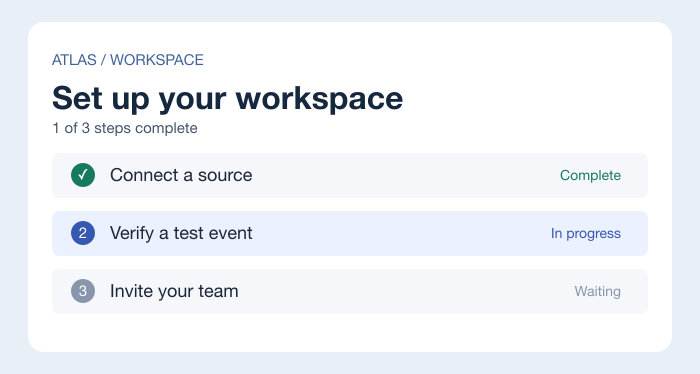 ATLAS / WORKSPACE
Set up your workspace
1 of 3 steps complete
✓ Connect a source Complete
2 Verify a test event In progress
3 Invite your team Waiting